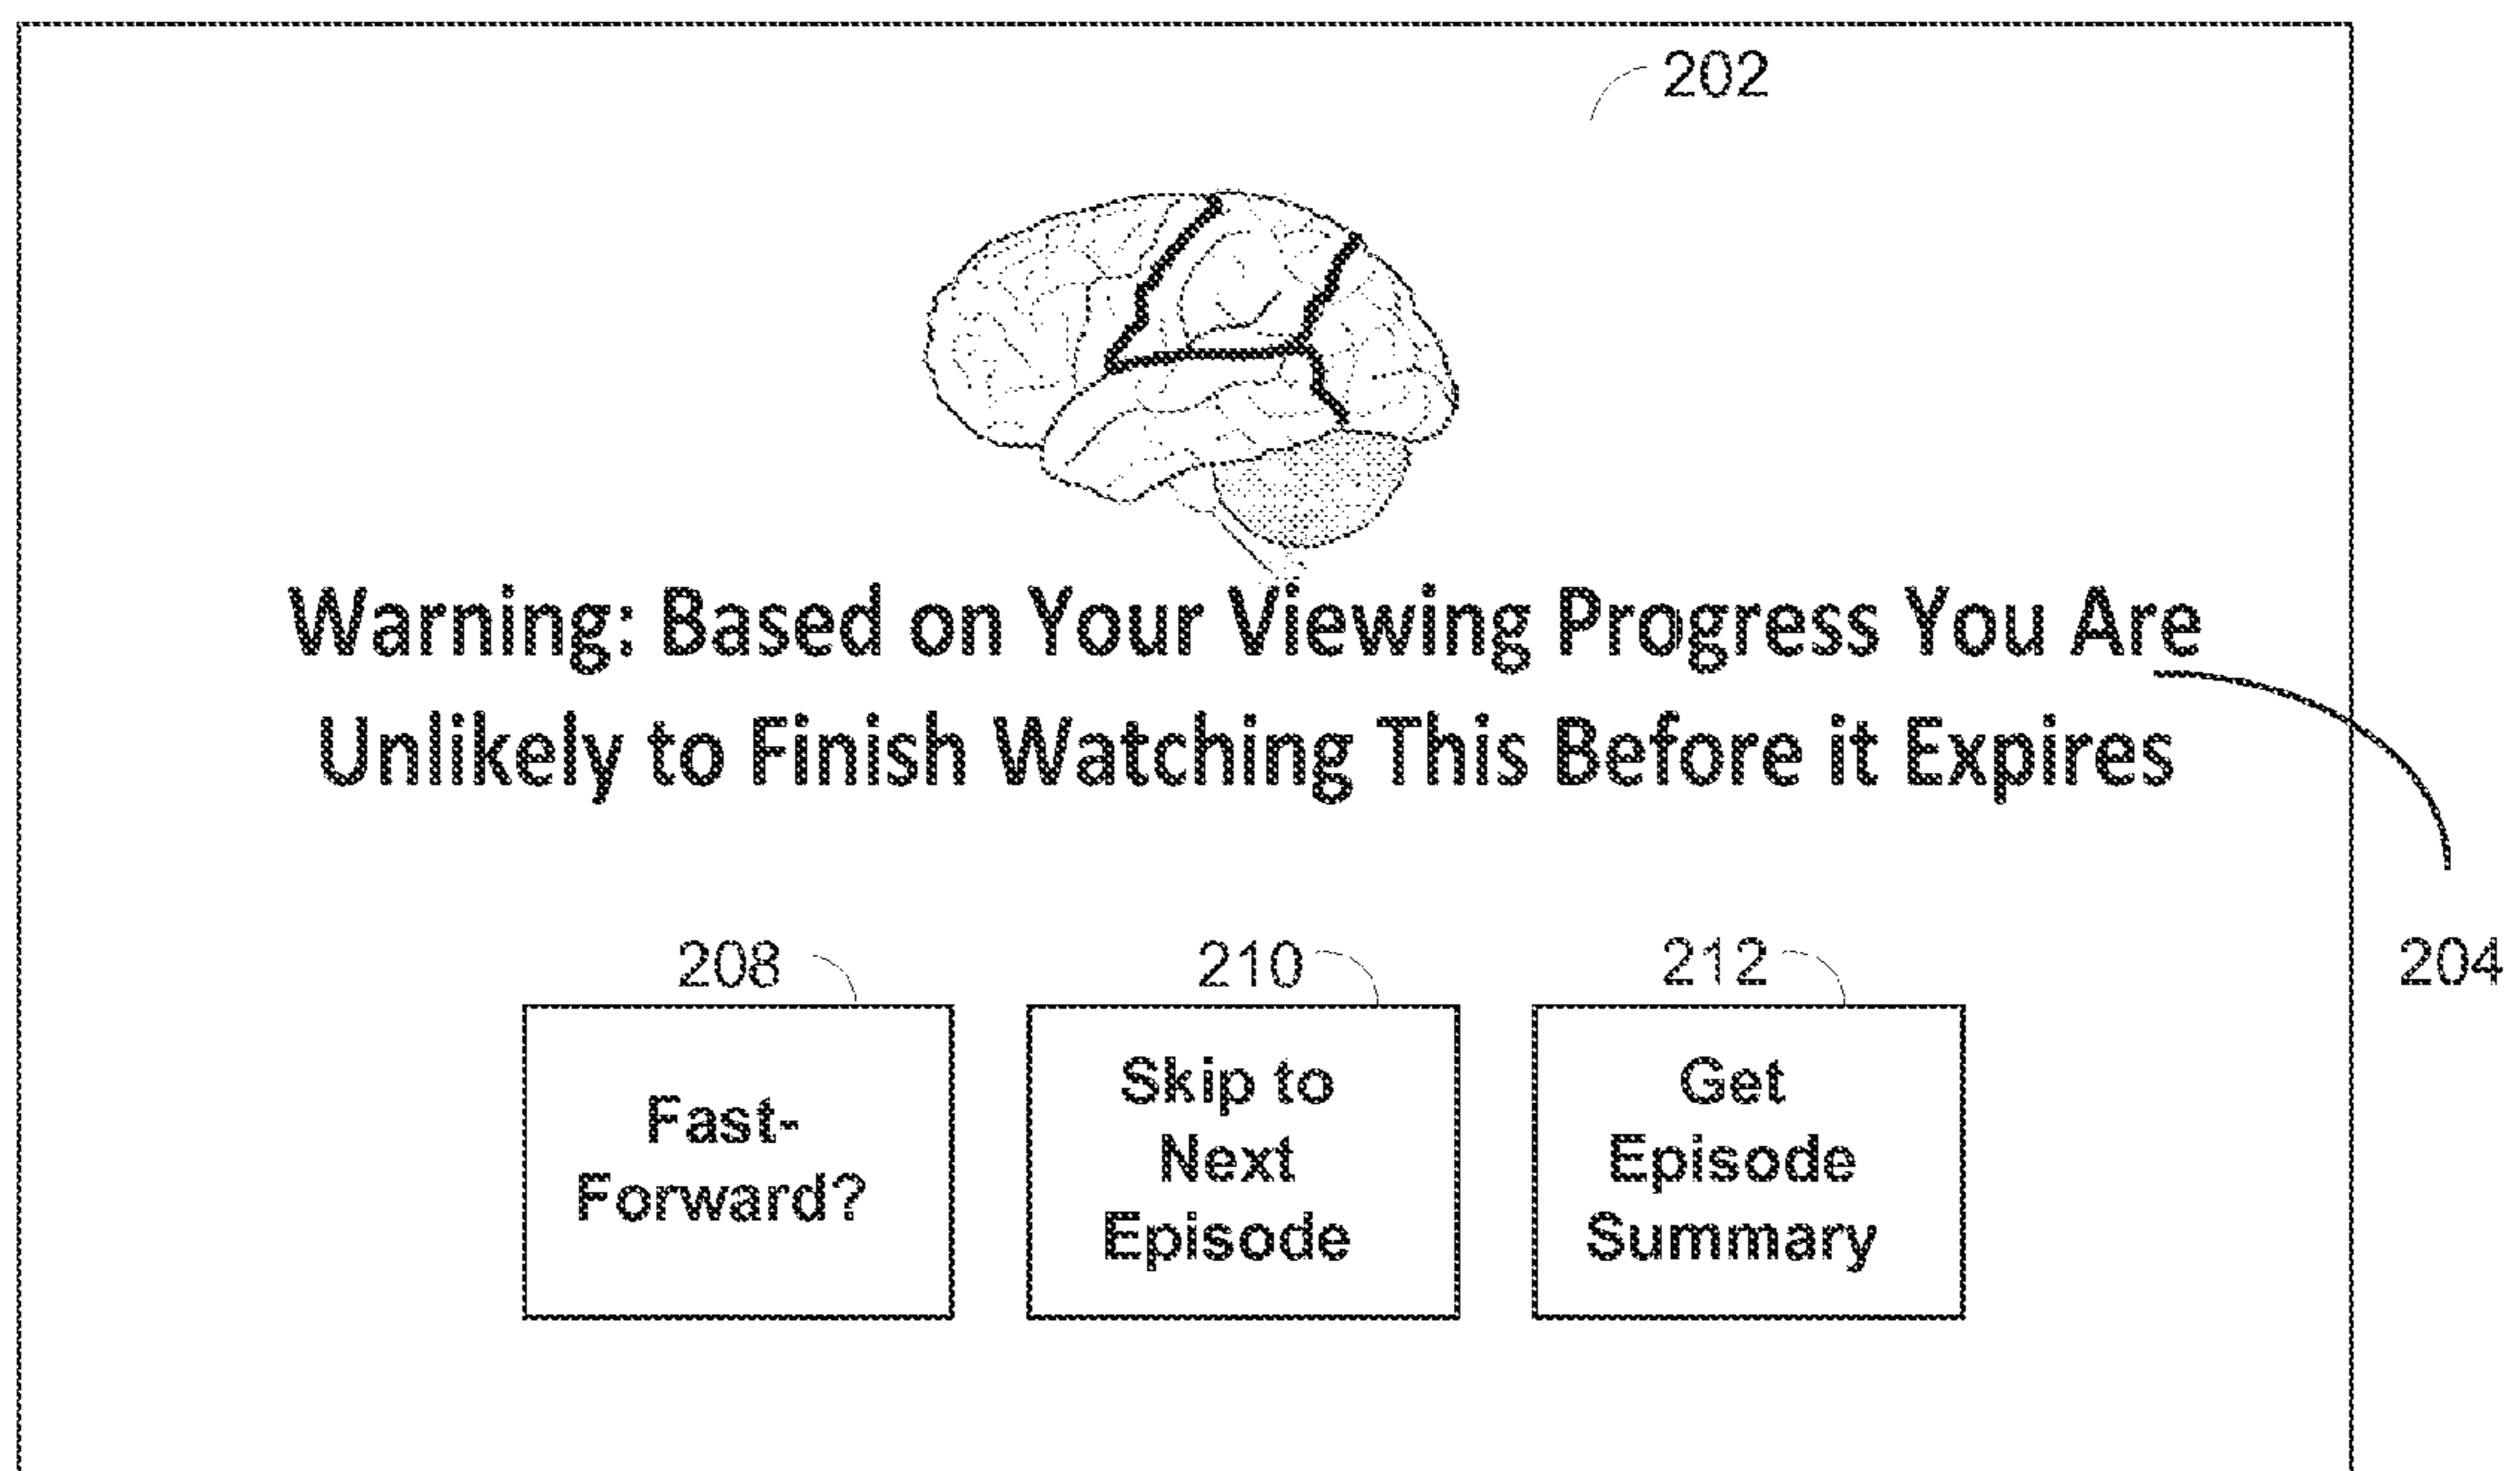 202
Warning: Based on Your Viewing Progress You Are
Unlikely to Finish Watching This Before it Expires
204
208
210
212
Fast-
Forward?
Skip to
Next
Episode
Get
Episode
Summary